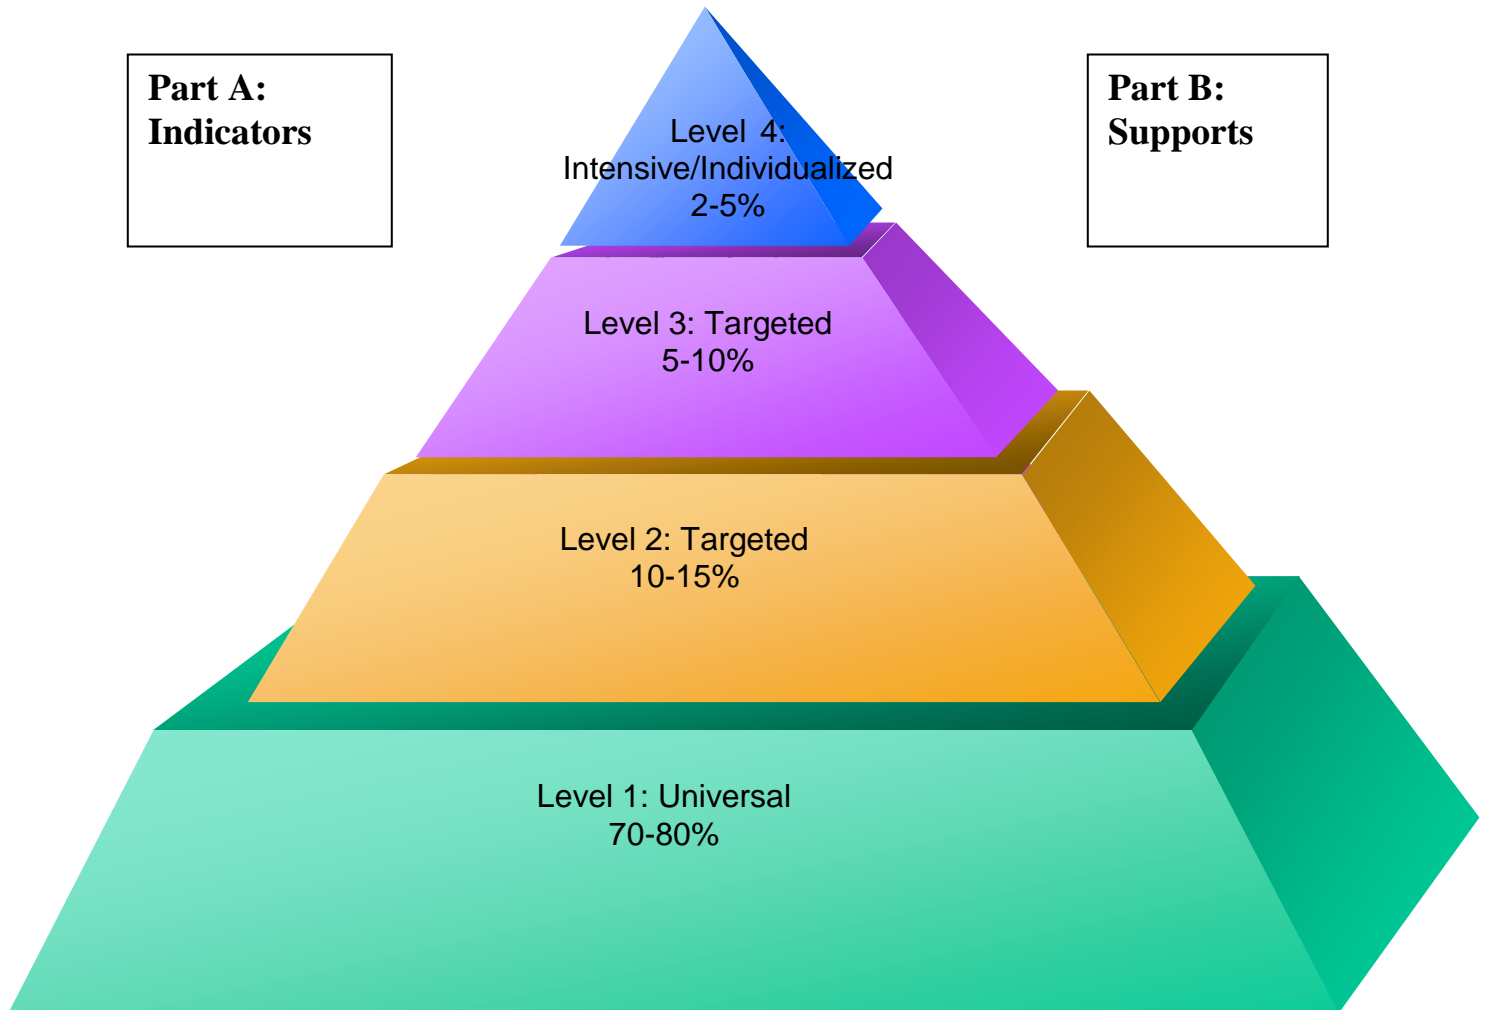 Part A:
Indicators
Part B:
Supports
Level 4:
Intensive/Individualized
2-5%
Level 3: Targeted
5-10%
Level 2: Targeted
10-15%
Level 1: Universal
70-80%